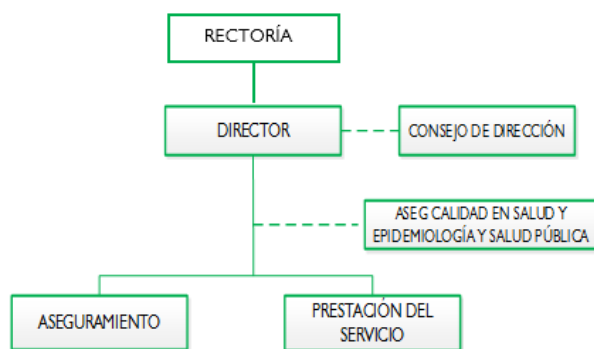 RECTORÍA
DIRECTOR
CONSEJO DE DIRECCIÓN
ASEG CALIDAD EN SALUD Y
EPIDEMIOLOGÍA Y SALUD PÚBLICA
ASEGURAMIENTO
PRESTACIÓN DEL
SERVICIO